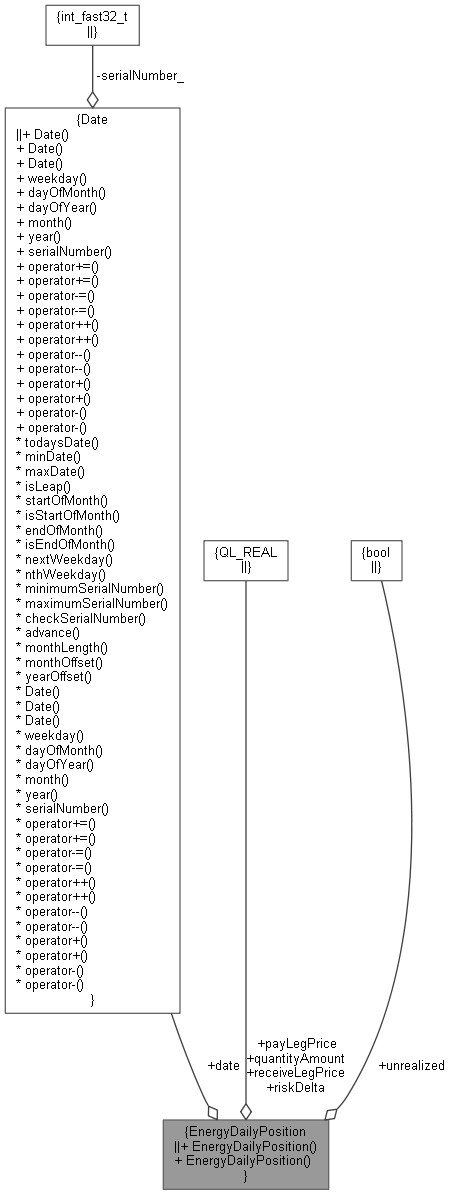 {int_fast32_t
||}
-serialNumber_
{Date
||+ Date()
+ Date()
+ Date()
+ weekday()
+ dayOfMonth()
+ dayOfYear()
+ month()
+ year()
+ serialNumber()
+ operator+=()
+ operator+=()
+ operator-=()
+ operator-=()
+ operator++()
+ operator++()
+ operator--()
+ operator--()
+ operator+()
+ operator+()
+ operator-()
+ operator-()
* todaysDate()
* minDate()
* maxDate()
* isLeap()
* startOfMonth()
* isStartOfMonth()
* endOfMonth()
* isEndOfMonth()
* nextWeekday()
* nthWeekday()
* minimumSerialNumber()
* maximumSerialNumber()
* checkSerialNumber()
* advance()
* monthLength()
* monthOffset()
* yearOffset()
* Date()
* Date()
* Date()
* weekday()
* dayOfMonth()
* dayOfYear()
* month()
* year()
* serialNumber()
* operator+=()
* operator+=()
* operator-=()
* operator-=()
* operator++()
* operator++()
* operator--()
* operator--()
* operator+()
* operator+()
* operator-()
* operator-()
}
{QL_REAL
||}
{bool
||}
+date
+payLegPrice
+quantityAmount
+receiveLegPrice
+riskDelta
+unrealized
{EnergyDailyPosition
||+ EnergyDailyPosition()
+ EnergyDailyPosition()
}